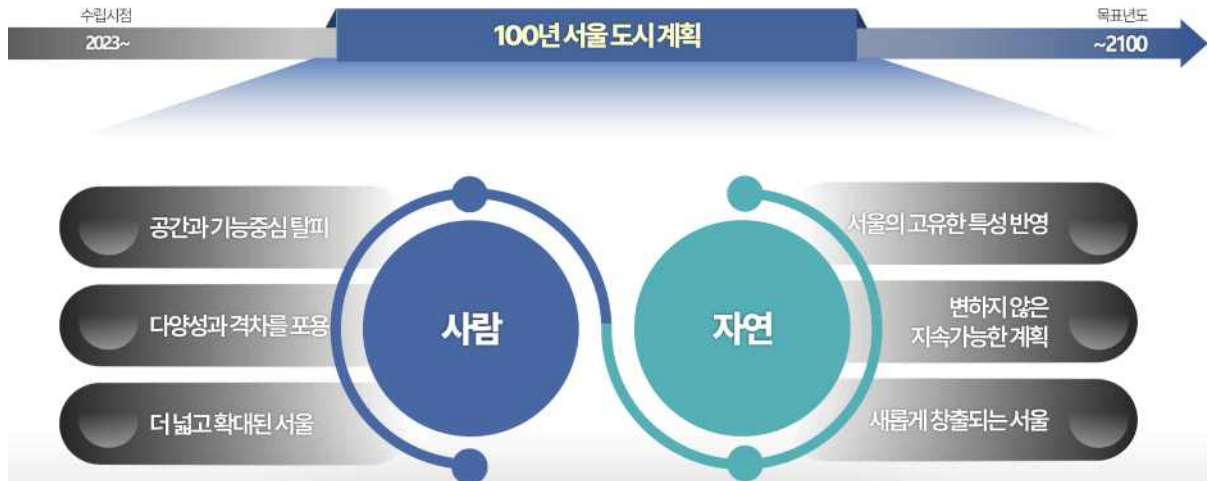 수립시점
2023~
100년 서울 도시 계획
목표년도
~2100
공간과 기능중심 탈피
다양성과 격차를 포용
더 넓고 확대된 서울
사람
자연
서울의 고유한 특성 반영
변하지 않은
지속가능한 계획
새롭게 창출되는 서울